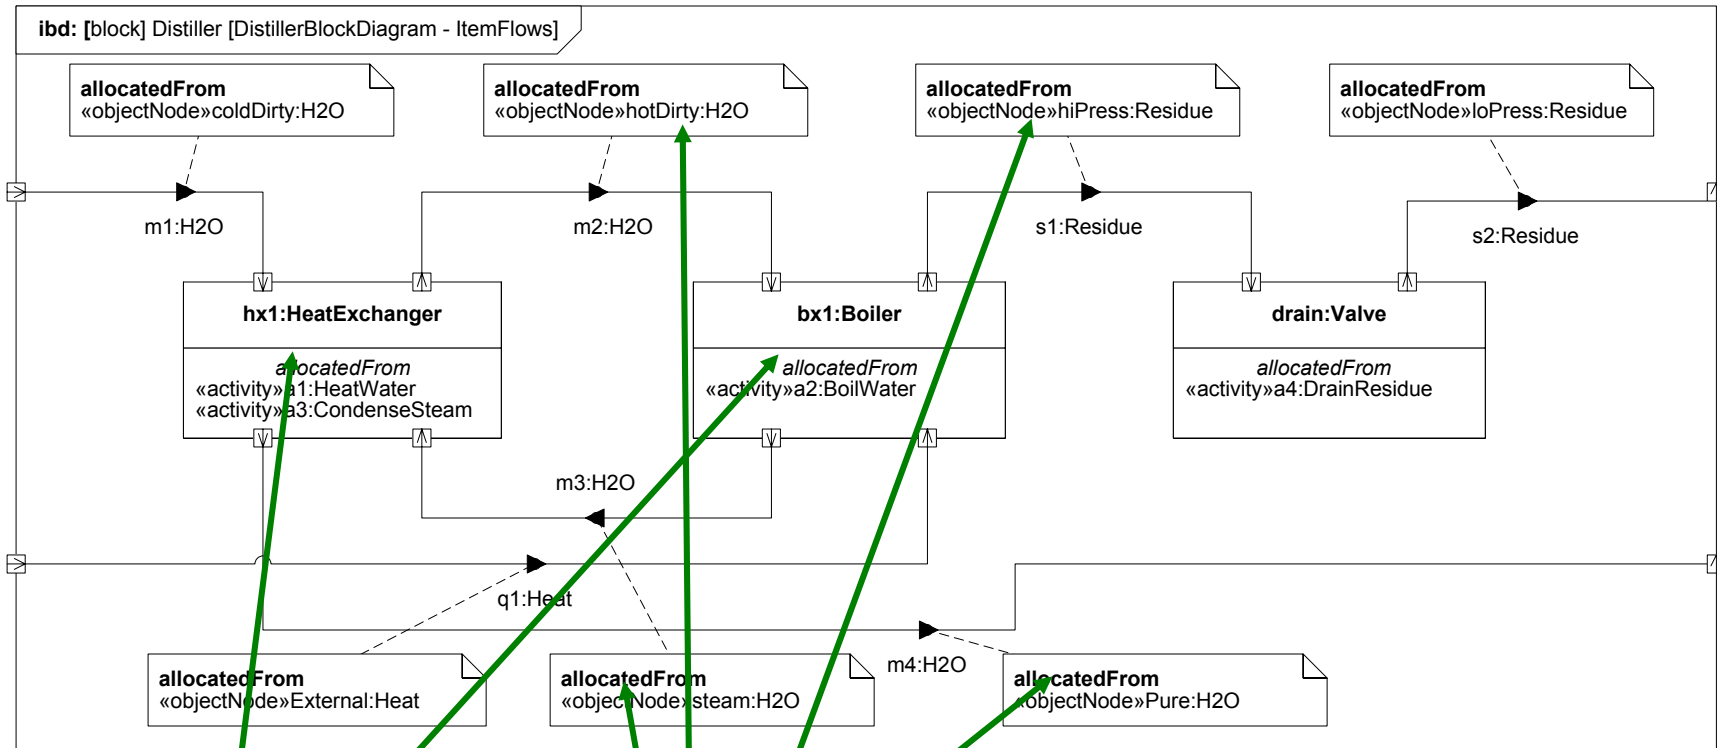 ibd: [block] Distiller [DistillerBlockDiagram - ItemFlows]
allocatedFrom
«objectNode»coldDirty:H2O
allocatedFrom
«objectNode»hotDirty:H2O
allocatedFrom
«objectNode»hiPress:Residue
allocatedFrom
«objectNode»loPress:Residue
m1:H2O
m2:H2O
s1:Residue
s2:Residue
hx1:HeatExchanger
allocatedFrom
«activity»a1:HeatWater
«activity»a3:CondenseSteam
bx1:Boiler
allocatedFrom
«activity»a2:BoilWater
drain:Valve
allocatedFrom
«activity»a4:DrainResidue
m3:H2O
q1:Heat
m4:H2O
allocatedFrom
«objectNode»External:Heat
allocatedFrom
«objectNode»steam:H2O
allocatedFrom
«objectNode»Pure:H2O